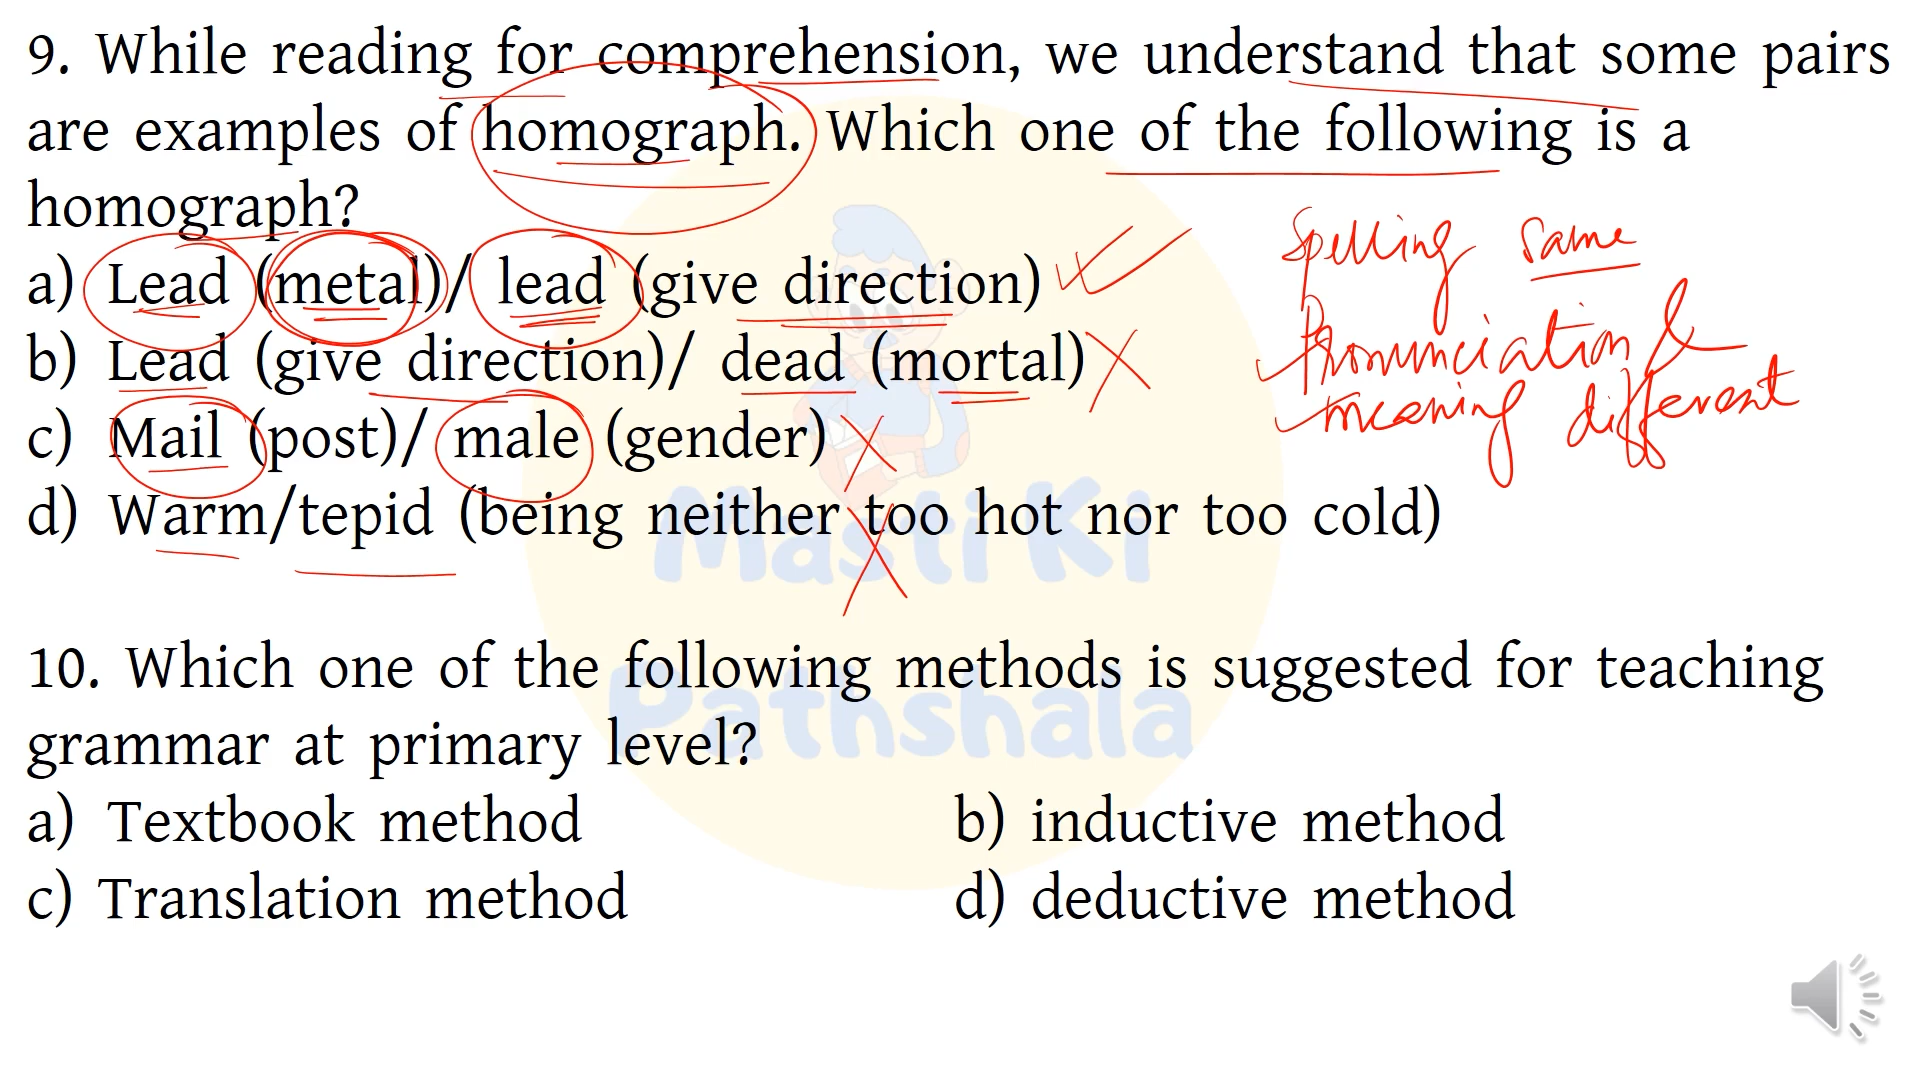 9. While reading for comprehension, we understand that some pairs
are examples of homograph. Which one of the following is a
homograph?
a) Lead (metal)/ lead (give direction)
b) Lead (give direction)/ dead (mortal)
c) Mail (post)/ male (gender)
d) Warm/tepid (being neither too hot nor too cold)
Spelling same
Pronunciation &
meaning different
10. Which one of the following methods is suggested for teaching
grammar at primary level?
a) Textbook method b) inductive method
c) Translation method d) deductive method
Masti Ki
Pathshala